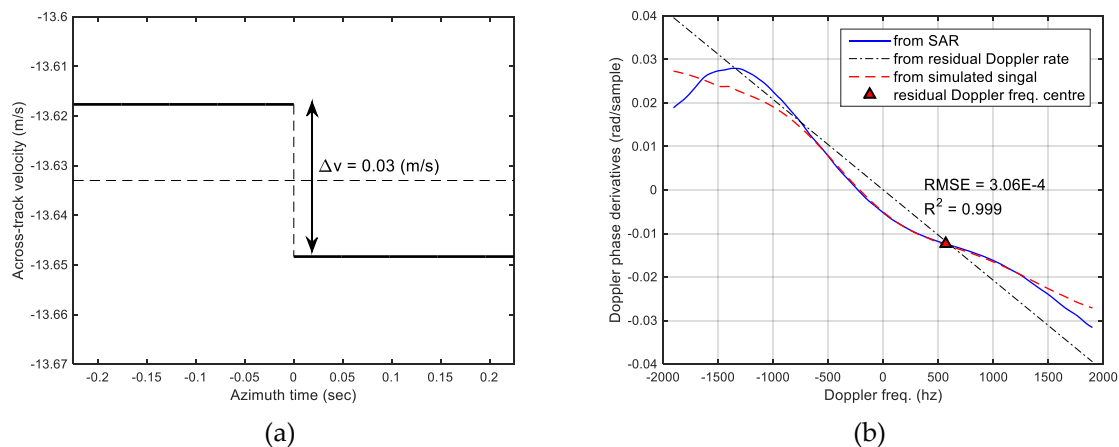 -13.6
-13.61
-13.62
-13.63
-13.64
-13.65
-13.66
-13.67
Across-track velocity (m/s)
Δv = 0.03 (m/s)
-0.2 -0.15 -0.1 -0.05 0 0.05 0.1 0.15 0.2
Azimuth time (sec)
(a)
0.04
0.03
0.02
0.01
0
-0.01
-0.02
-0.03
-0.04
Doppler phase derivatives (rad/sample)
from SAR
from residual Doppler rate
from simulated singal
residual Doppler freq. centre
RMSE = 3.06E-4
R² = 0.999
-2000 -1500 -1000 -500 0 500 1000 1500 2000
Doppler freq. (hz)
(b)